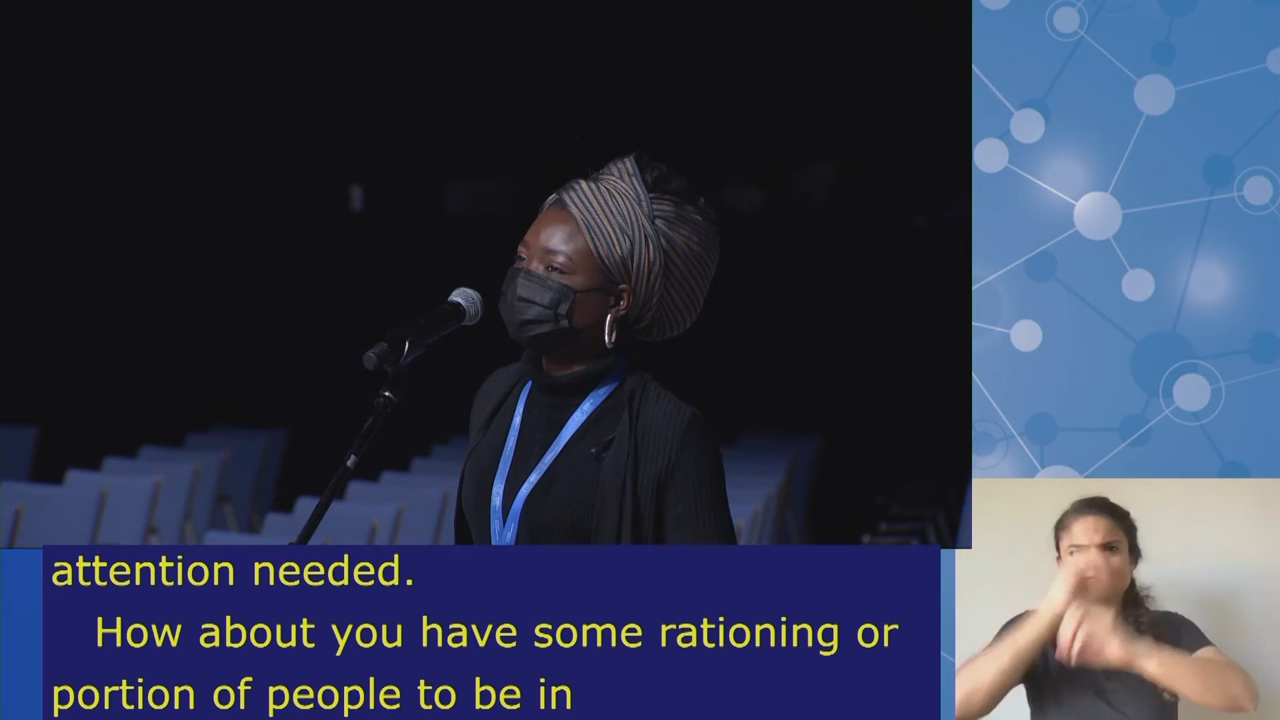 attention needed.
How about you have some rationing or
portion of people to be in